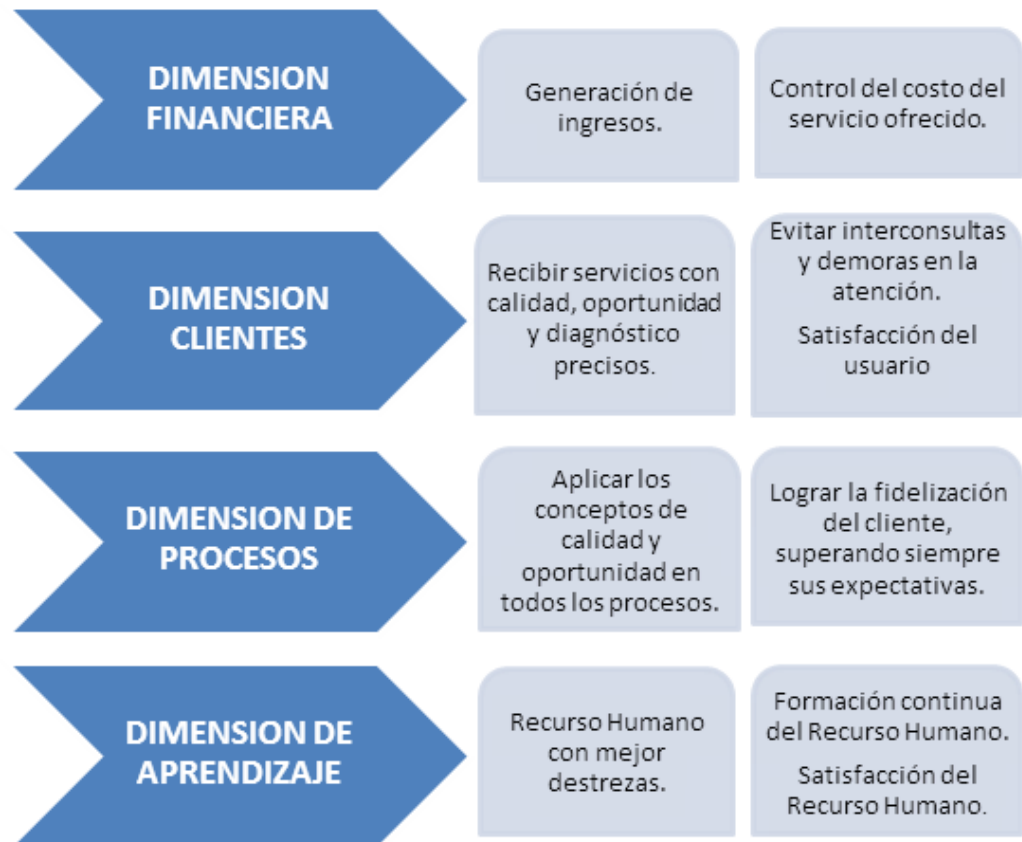 DIMENSION
FINANCIERA
Generación de
ingresos.
Control del costo del
servicio ofrecido.
DIMENSION
CLIENTES
Recibir servicios con
calidad, oportunidad
y diagnóstico
precisos.
Evitar interconsultas
y demoras en la
atención.
Satisfacción del
usuario
DIMENSION DE
PROCESOS
Aplicar los
conceptos de
calidad y
oportunidad en
todos los procesos.
Lograr la fidelización
del cliente,
superando siempre
sus expectativas.
DIMENSION DE
APRENDIZAJE
Recurso Humano
con mejor
destrezas.
Formación continua
del Recurso Humano.
Satisfacción del
Recurso Humano.